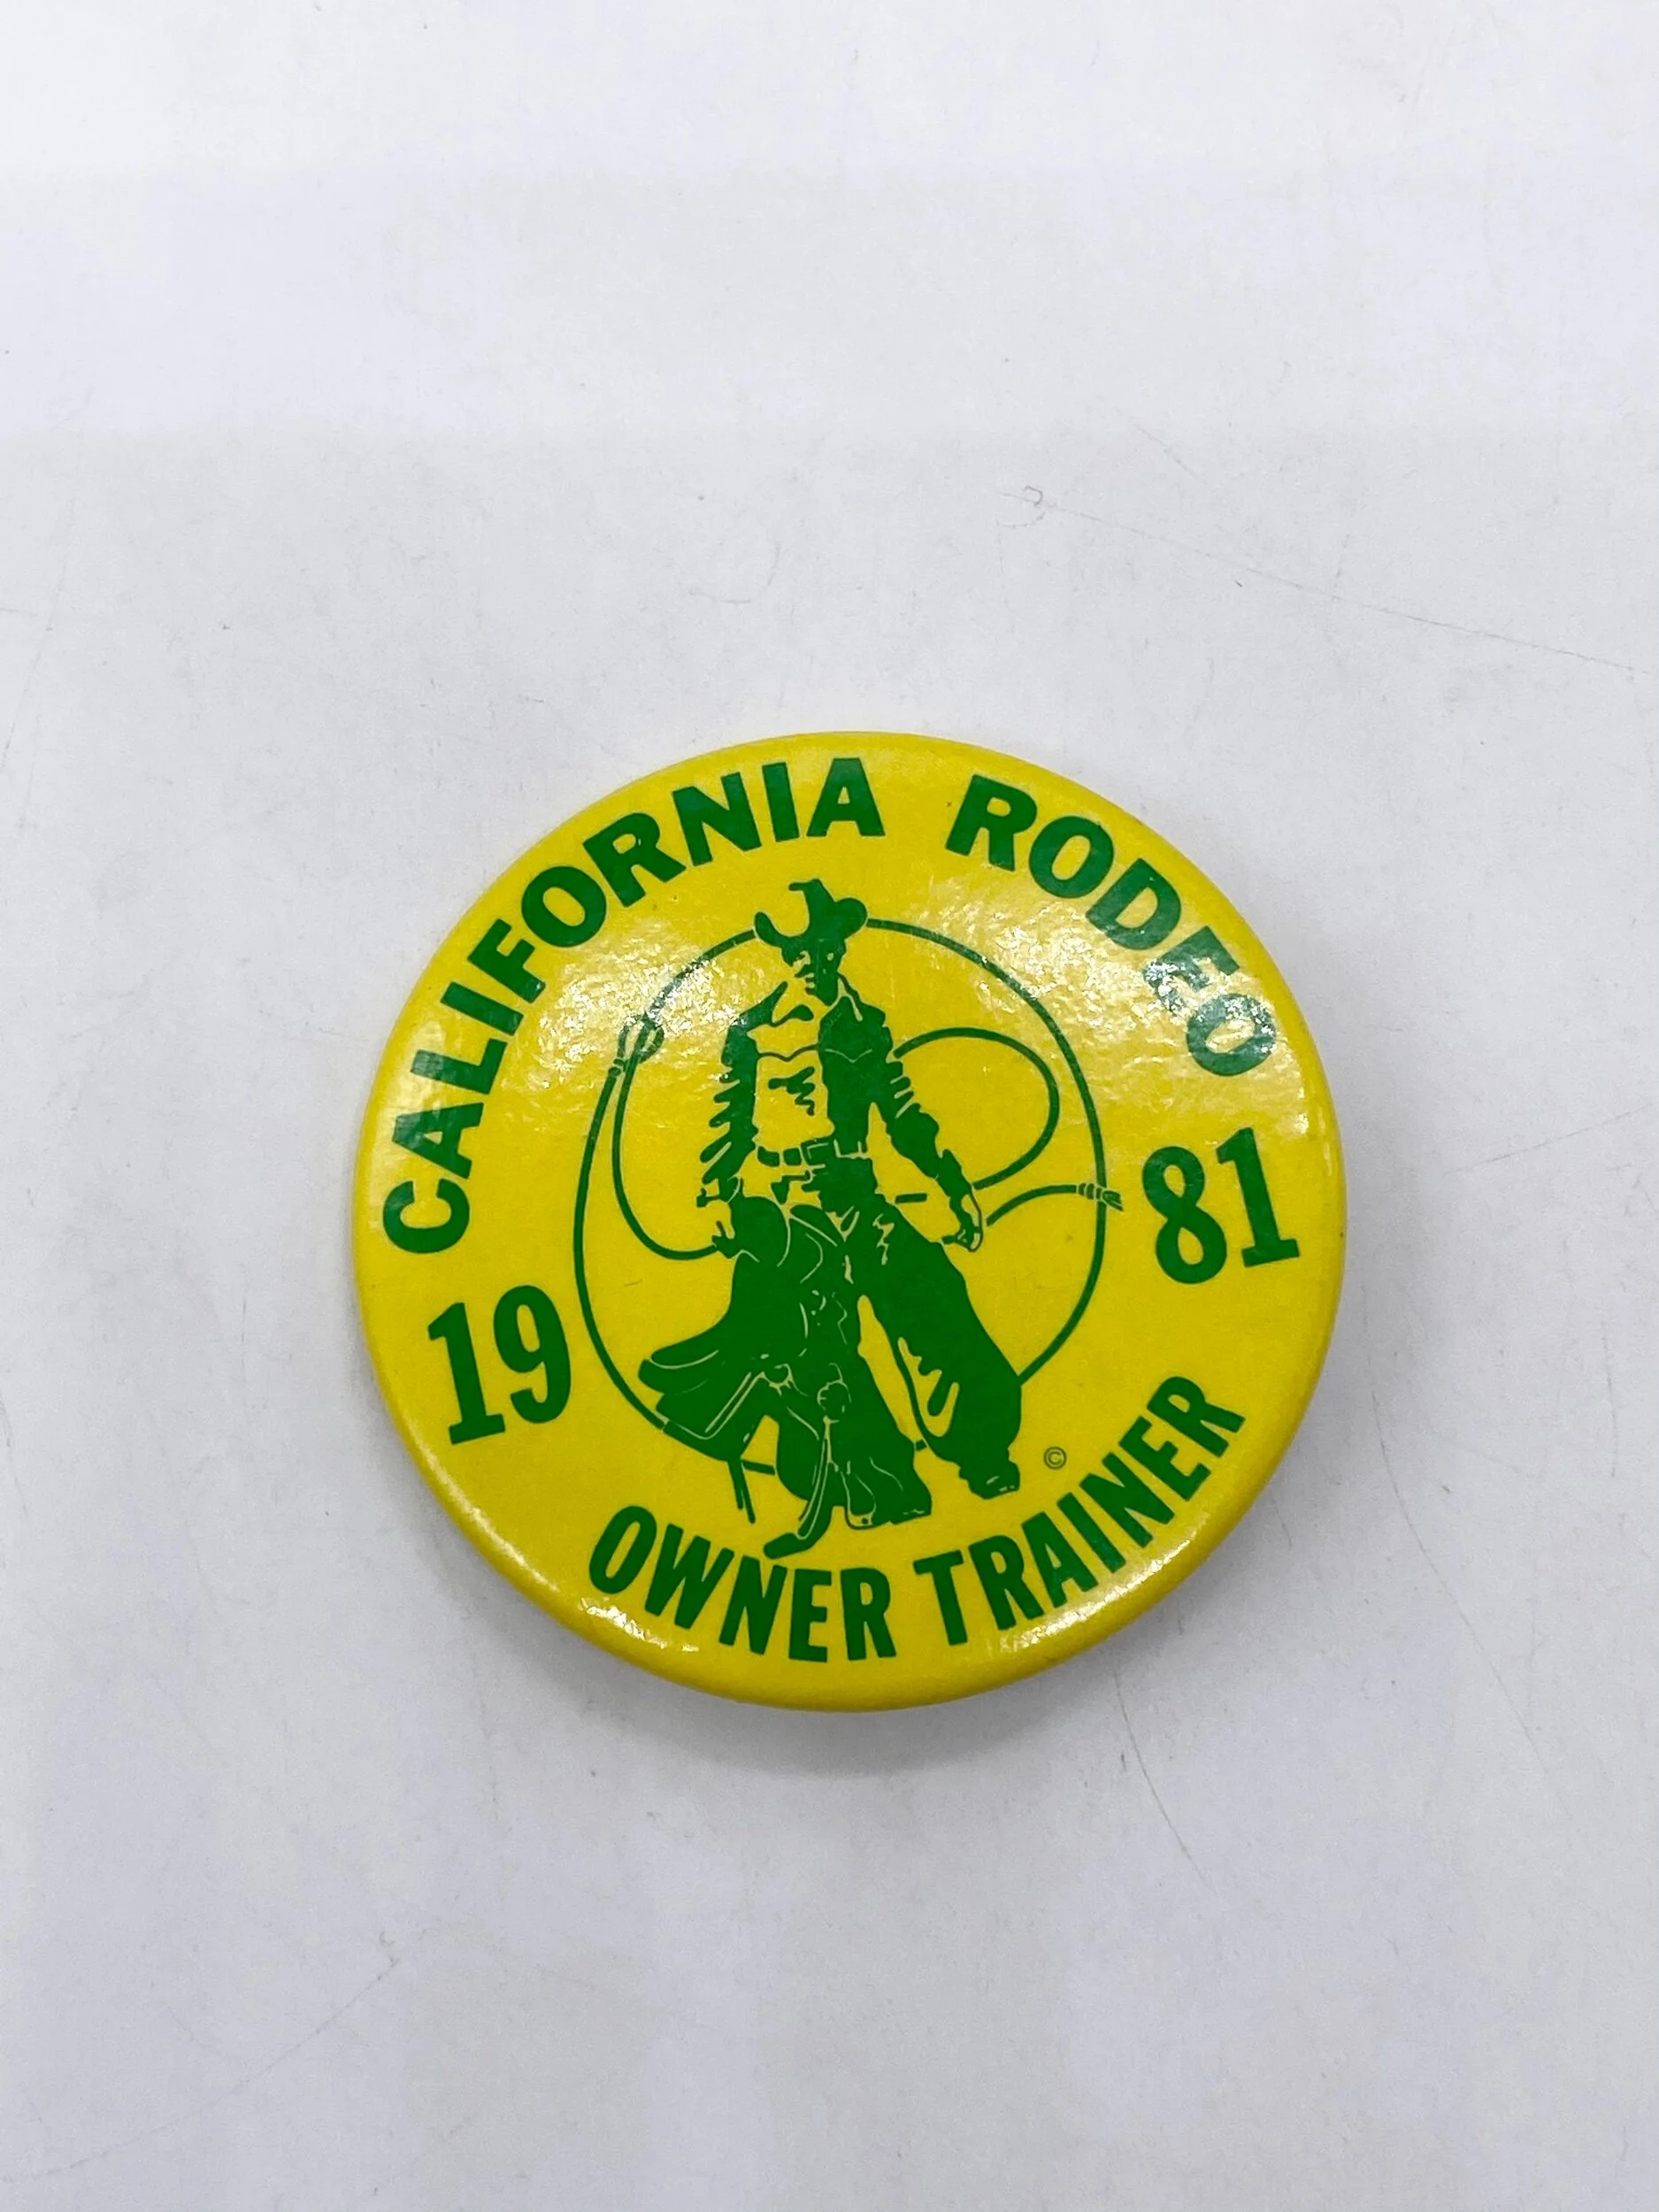 CALIFORNIA RODEO
19 81
©
OWNER TRAINER